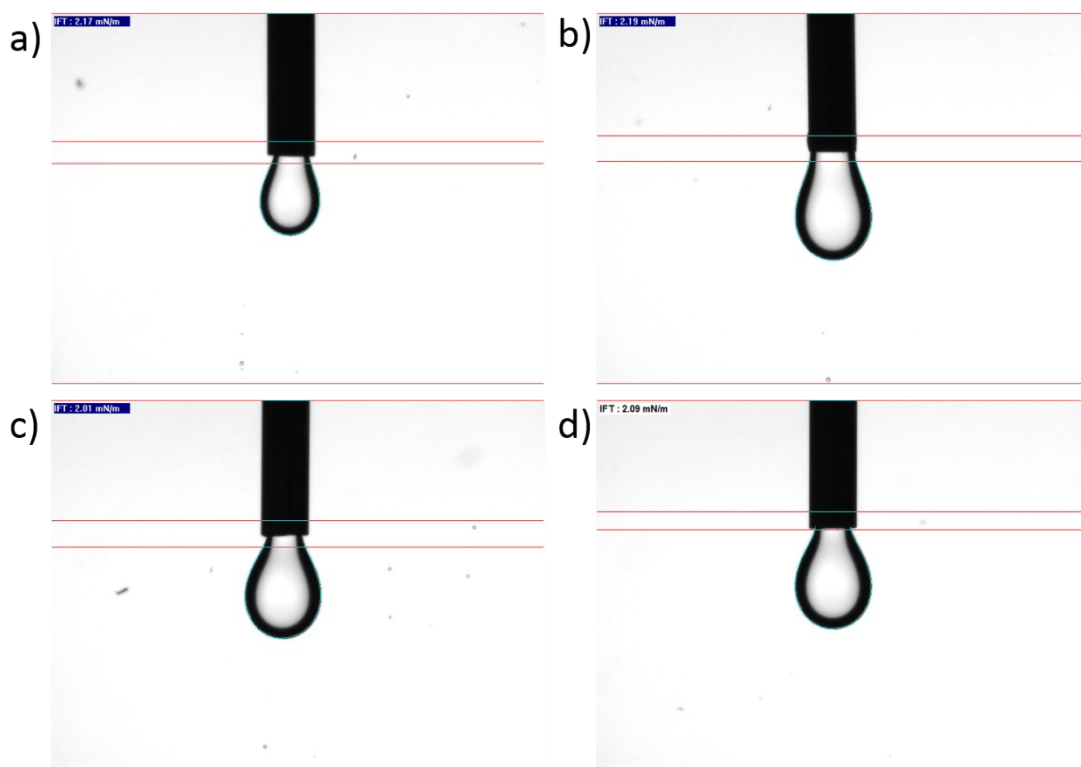 a)
IFT : 2.17 mN/m
b)
IFT : 2.19 mN/m
c)
IFT : 2.01 mN/m
d)
IFT : 2.09 mN/m